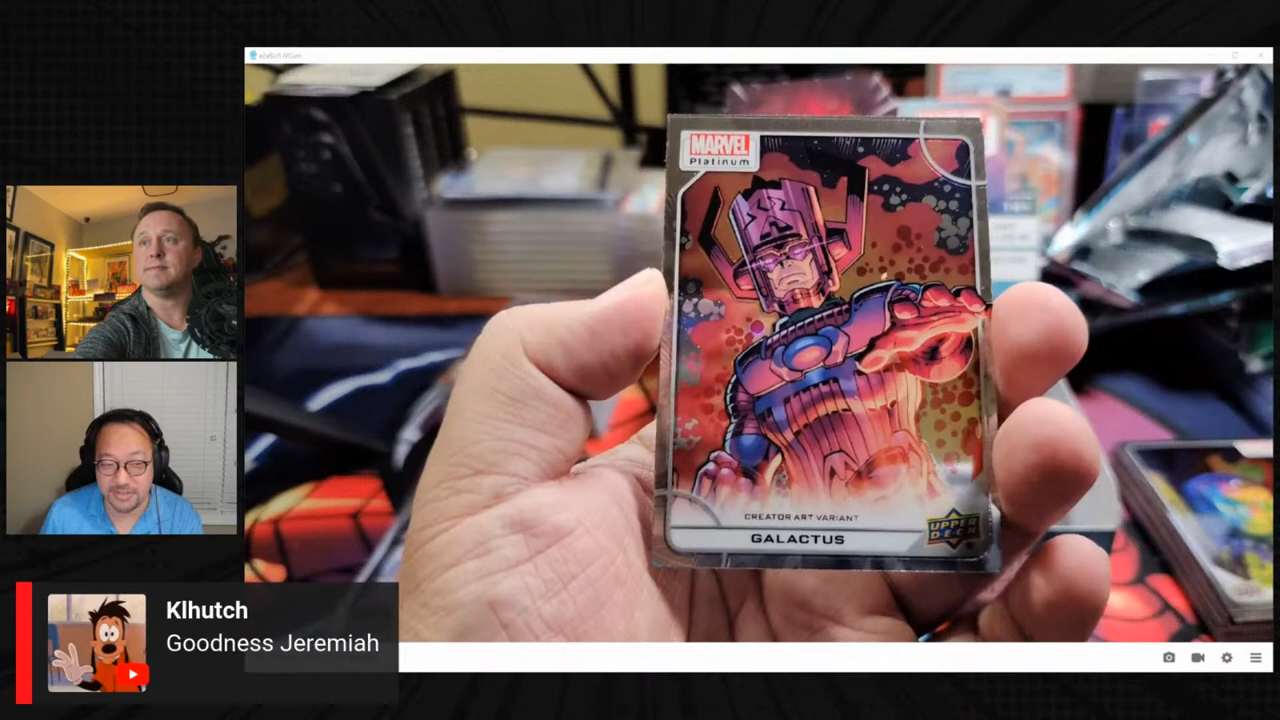 MARVEL
Platinum
CREATOR ART VARIANT
GALACTUS
UPPER
DECK
Klhutch
Goodness Jeremiah